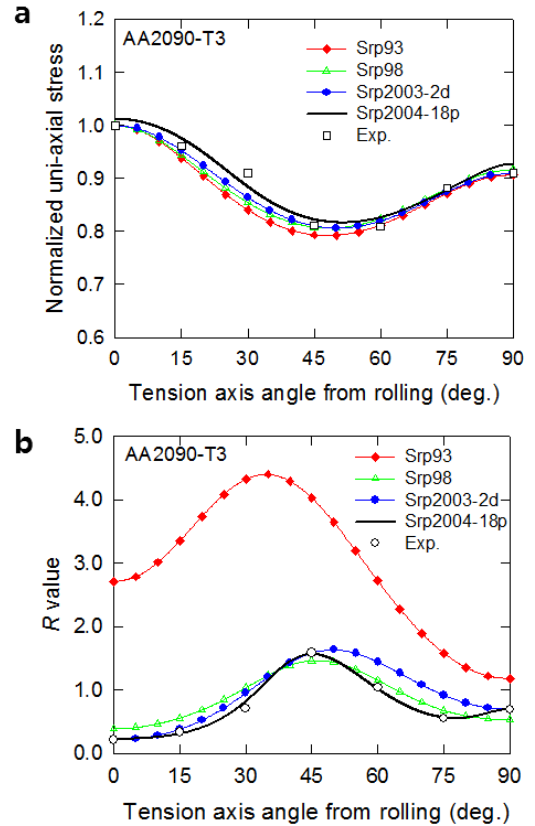 a
AA2090-T3
Srp93
Srp98
Srp2003-2d
Srp2004-18p
Exp.
Normalized uni-axial stress
1.2
1.1
1.0
0.9
0.8
0.7
0.6
0 15 30 45 60 75 90
Tension axis angle from rolling (deg.)
b
AA2090-T3
Srp93
Srp98
Srp2003-2d
Srp2004-18p
Exp.
R value
5.0
4.0
3.0
2.0
1.0
0.0
0 15 30 45 60 75 90
Tension axis angle from rolling (deg.)